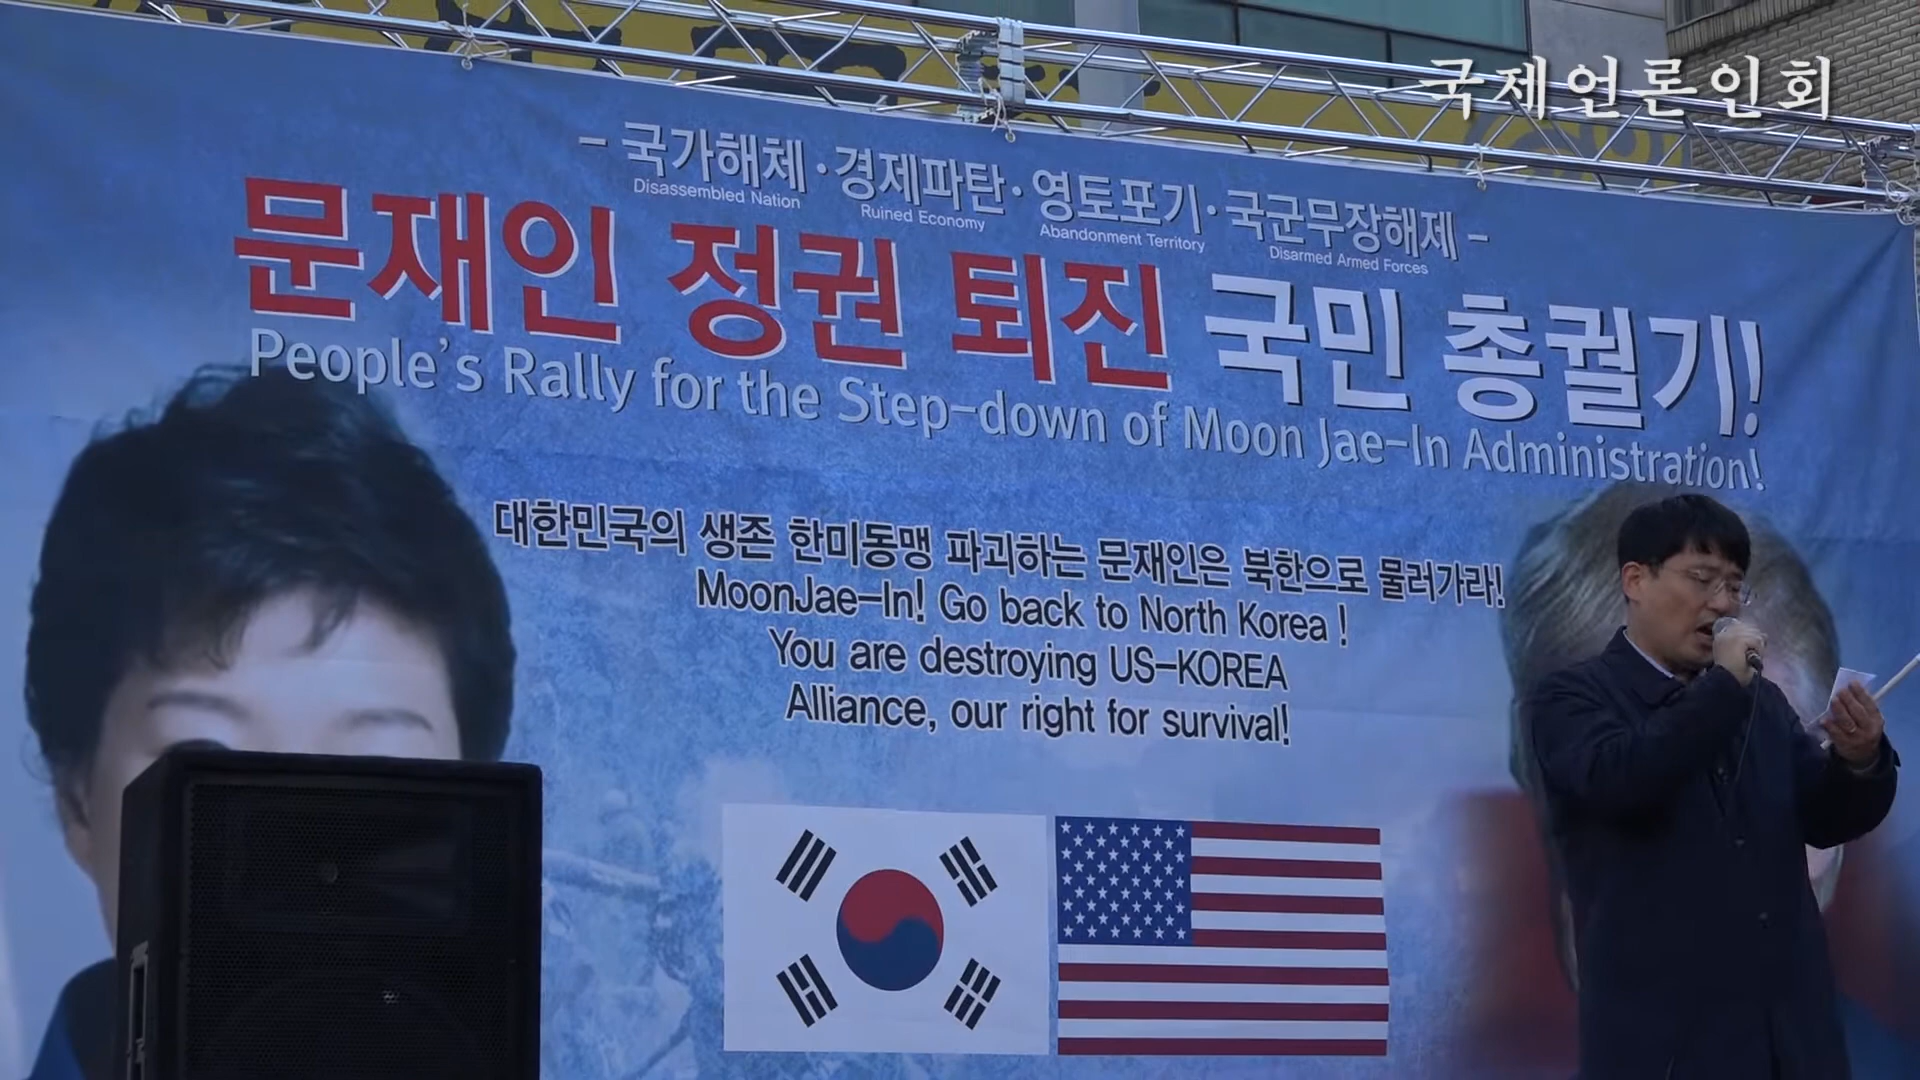 국제언론인회
- 국가해체 · 경제파탄 · 영토포기 · 국군무장해제 -
Disassembled Nation Ruined Economy Abandonment Territory Disarmed Armed Forces
문재인 정권 퇴진 국민 총궐기!
People's Rally for the Step-down of Moon Jae-In Administration!
대한민국의 생존 한미동맹 파괴하는 문재인은 북한으로 물러가라!
MoonJae-In! Go back to North Korea !
You are destroying US-KOREA
Alliance, our right for survival!